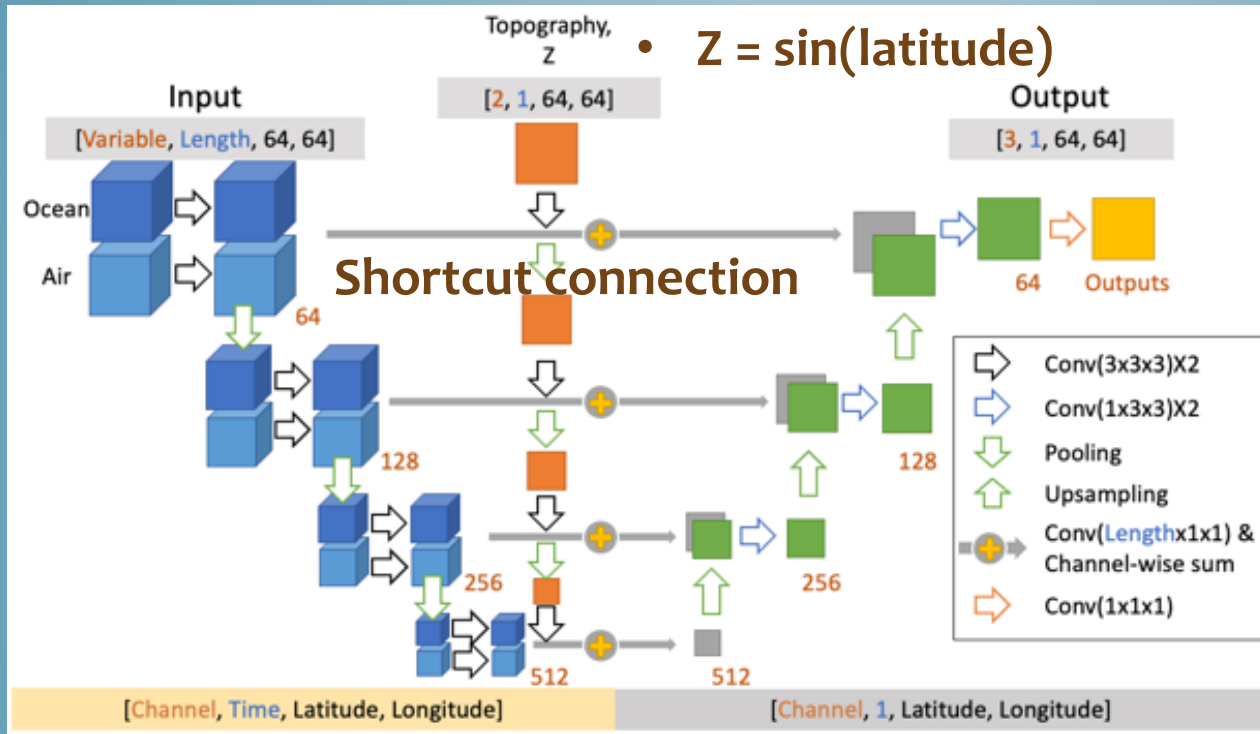 Topography,
Z
• Z = sin(latitude)
[2, 1, 64, 64]
Input
[Variable, Length, 64, 64]
Output
[3, 1, 64, 64]
Ocean
Air
Shortcut connection
64
64
Outputs
128
128
256
256
512
512
Conv(3x3x3)X2
Conv(1x3x3)X2
Pooling
Upsampling
Conv(Lengthx1x1) &
Channel-wise sum
Conv(1x1x1)
[Channel, Time, Latitude, Longitude]
[Channel, 1, Latitude, Longitude]